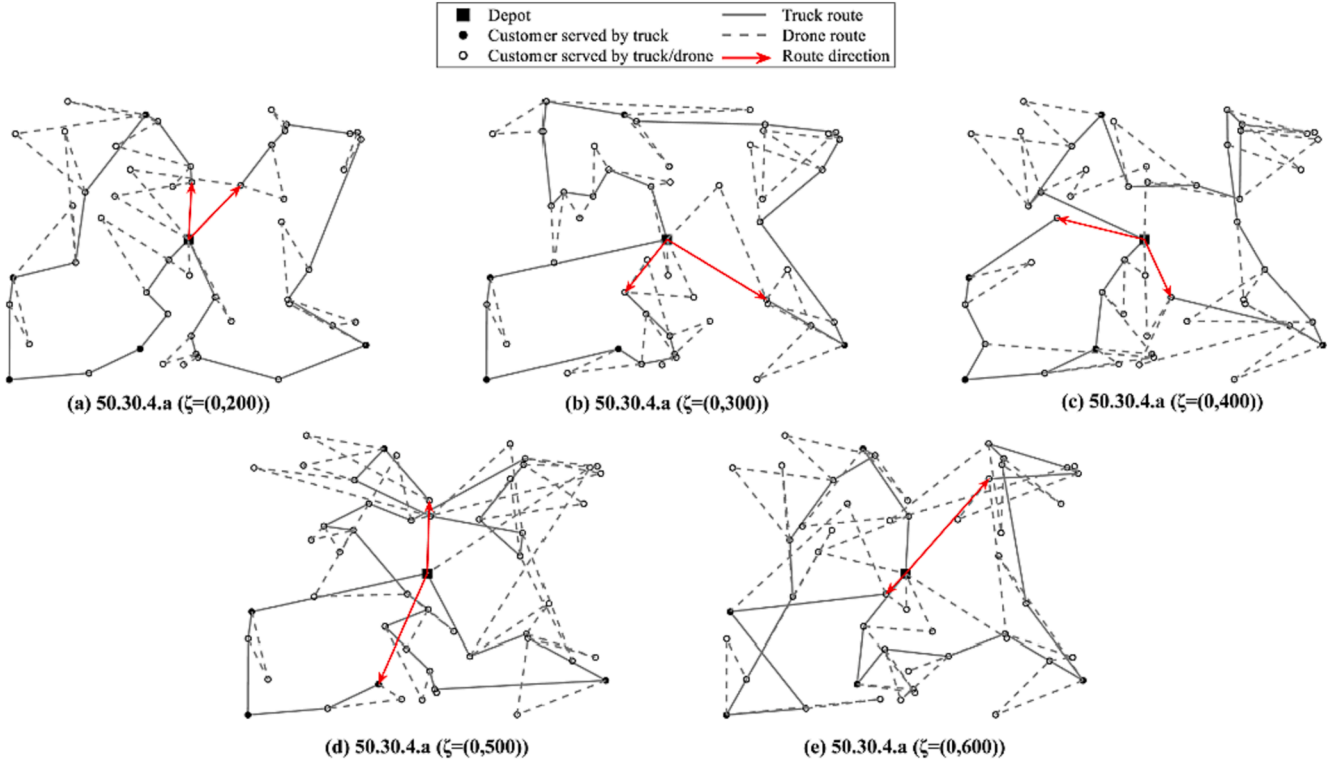 Depot
Truck route
Customer served by truck
Drone route
Customer served by truck/drone
Route direction
(a) 50.30.4.a (ζ=(0,200))
(b) 50.30.4.a (ζ=(0,300))
(c) 50.30.4.a (ζ=(0,400))
(d) 50.30.4.a (ζ=(0,500))
(e) 50.30.4.a (ζ=(0,600))